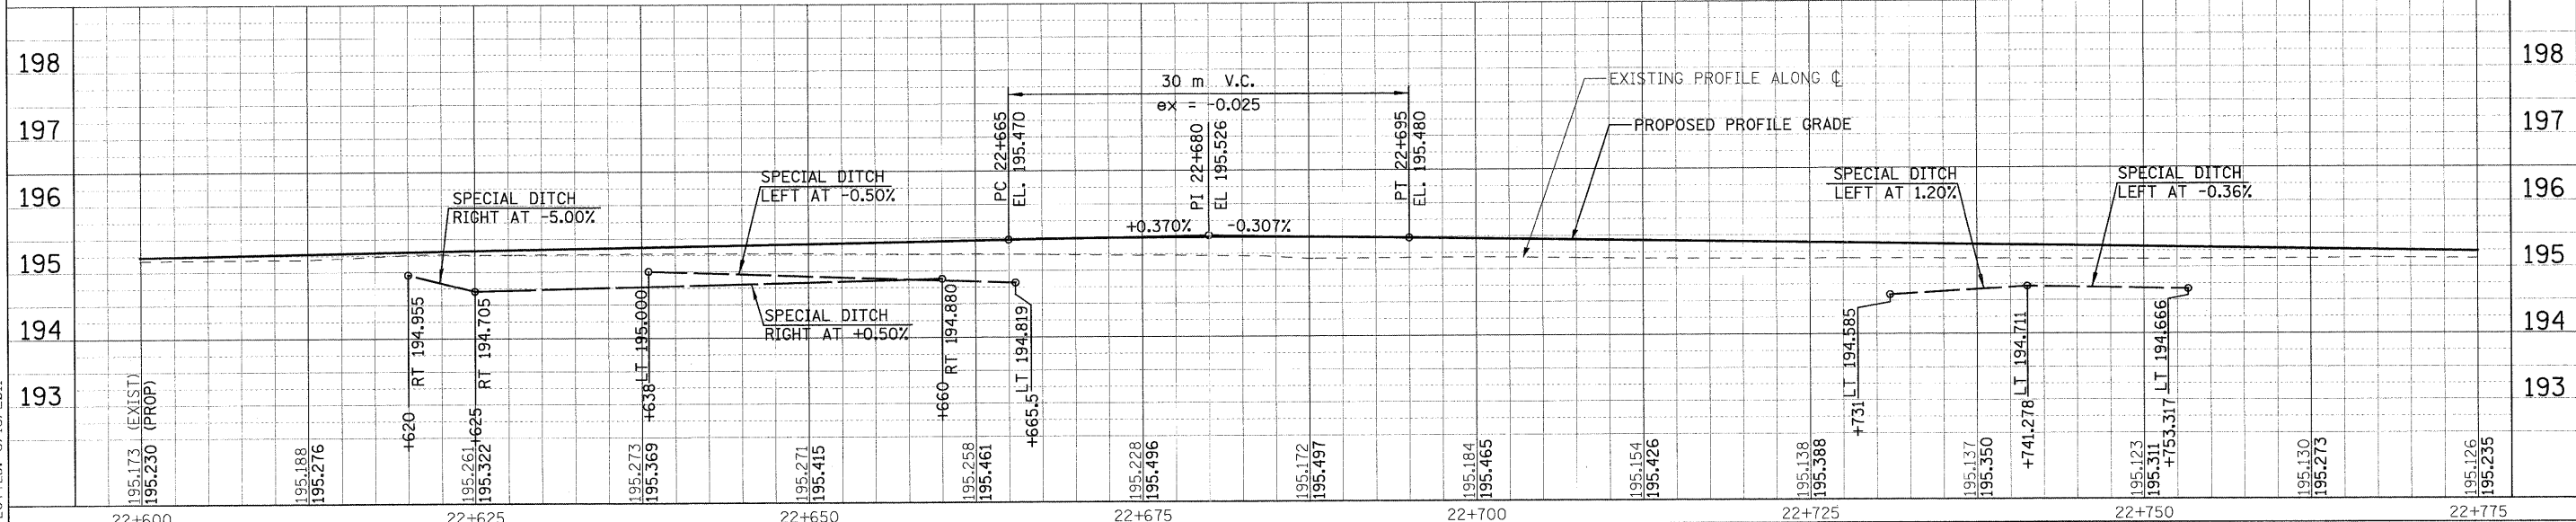 198
197
196
195
194
193
198
197
196
195
194
193
30 m V.C.
ex = -0.025
PC 22+665
EL. 195.470
PI 22+680
EL 195.526
PT 22+695
EL. 195.480
+0.370%
-0.307%
EXISTING PROFILE ALONG ℄
PROPOSED PROFILE GRADE
SPECIAL DITCH
RIGHT AT -5.00%
SPECIAL DITCH
LEFT AT -0.50%
SPECIAL DITCH
RIGHT AT +0.50%
SPECIAL DITCH
LEFT AT 1.20%
SPECIAL DITCH
LEFT AT -0.36%
+620
RT 194.955
+625
RT 194.705
+638
LT 195.000
+660
RT 194.880
+665.5
LT 194.819
+731
LT 194.585
+741.278
LT 194.711
+753.317
LT 194.666
195.173 (EXIST)
195.230 (PROP)
195.188
195.276
195.261
195.322
195.273
195.369
195.271
195.415
195.258
195.461
195.228
195.496
195.172
195.497
195.184
195.465
195.154
195.426
195.138
195.388
195.137
195.350
195.123
195.311
195.130
195.273
195.126
195.235
22+600
22+625
22+650
22+675
22+700
22+725
22+750
22+775